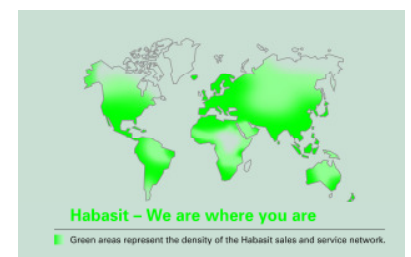 Habasit – We are where you are
Green areas represent the density of the Habasit sales and service network.